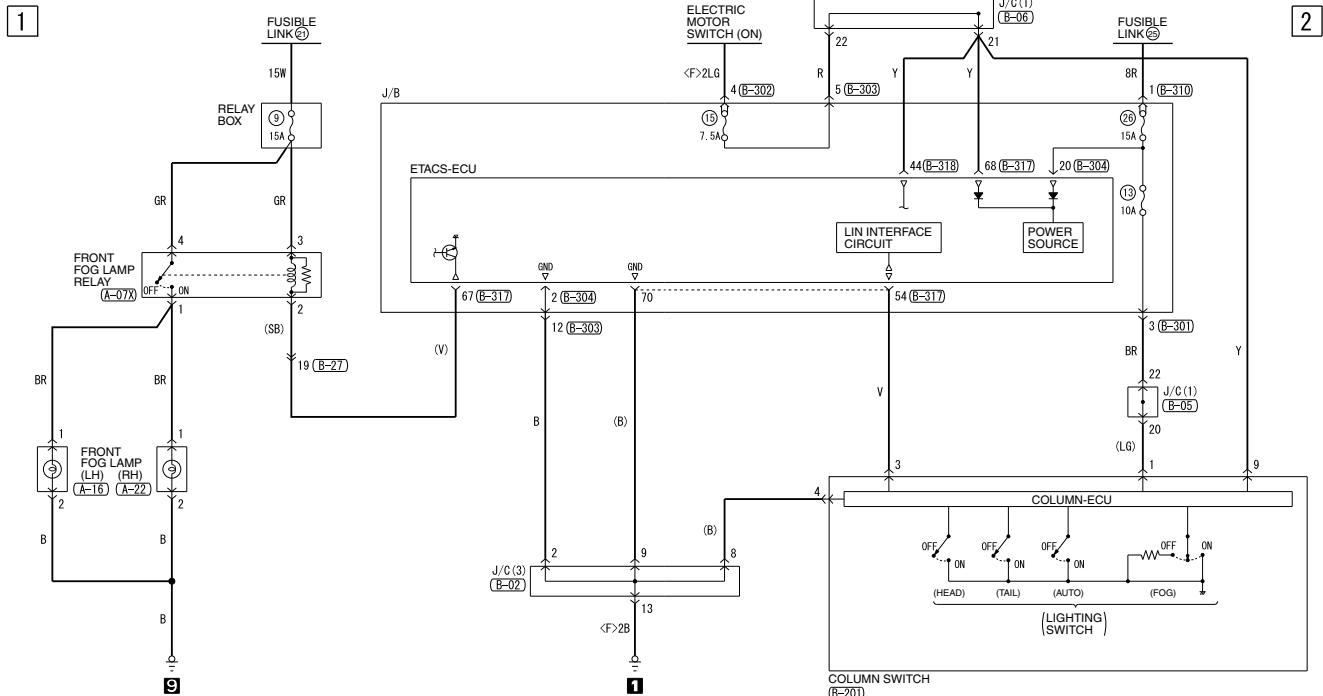 1
2
FUSIBLE
LINK㉑
ELECTRIC
MOTOR
SWITCH (ON)
J/C(1)
B-06
FUSIBLE
LINK㉕
22
21
15W
<F>2LG
R
Y
Y
8R
J/B
4 (B-302)
5 (B-303)
1 (B-310)
RELAY
BOX
9
15A
15
7.5A
26
15A
ETACS-ECU
44 (B-318)
68 (B-317)
20 (B-304)
13
10A
GR
GR
LIN INTERFACE
CIRCUIT
POWER
SOURCE
4
3
FRONT
FOG LAMP
RELAY
A-07X
OFF
ON
GND
GND
1
2
67 (B-317)
2 (B-304)
70
54 (B-317)
12 (B-303)
3 (B-301)
(SB)
(V)
BR
Y
19 (B-27)
BR
BR
22
J/C(1)
B-05
20
V
B
(B)
(LG)
1
1
FRONT
FOG LAMP
(LH) (RH)
A-16 A-22
2
2
3
1
9
4
COLUMN-ECU
B
B
(B)
OFF
ON
OFF
ON
OFF
ON
OFF
ON
2
9
8
J/C(3)
B-02
(HEAD)
(TAIL)
(AUTO)
(FOG)
13
LIGHTING
SWITCH
B
<F>2B
9
1
COLUMN SWITCH
(B-201)